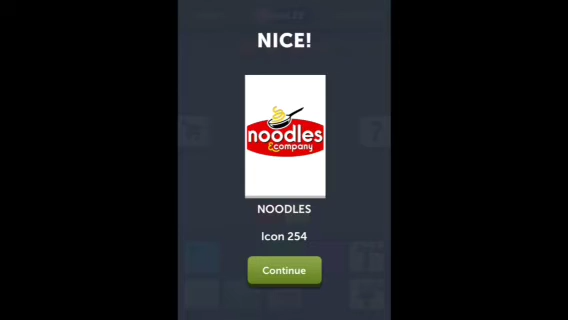 NICE!
noodles
&company
NOODLES
Icon 254
Continue